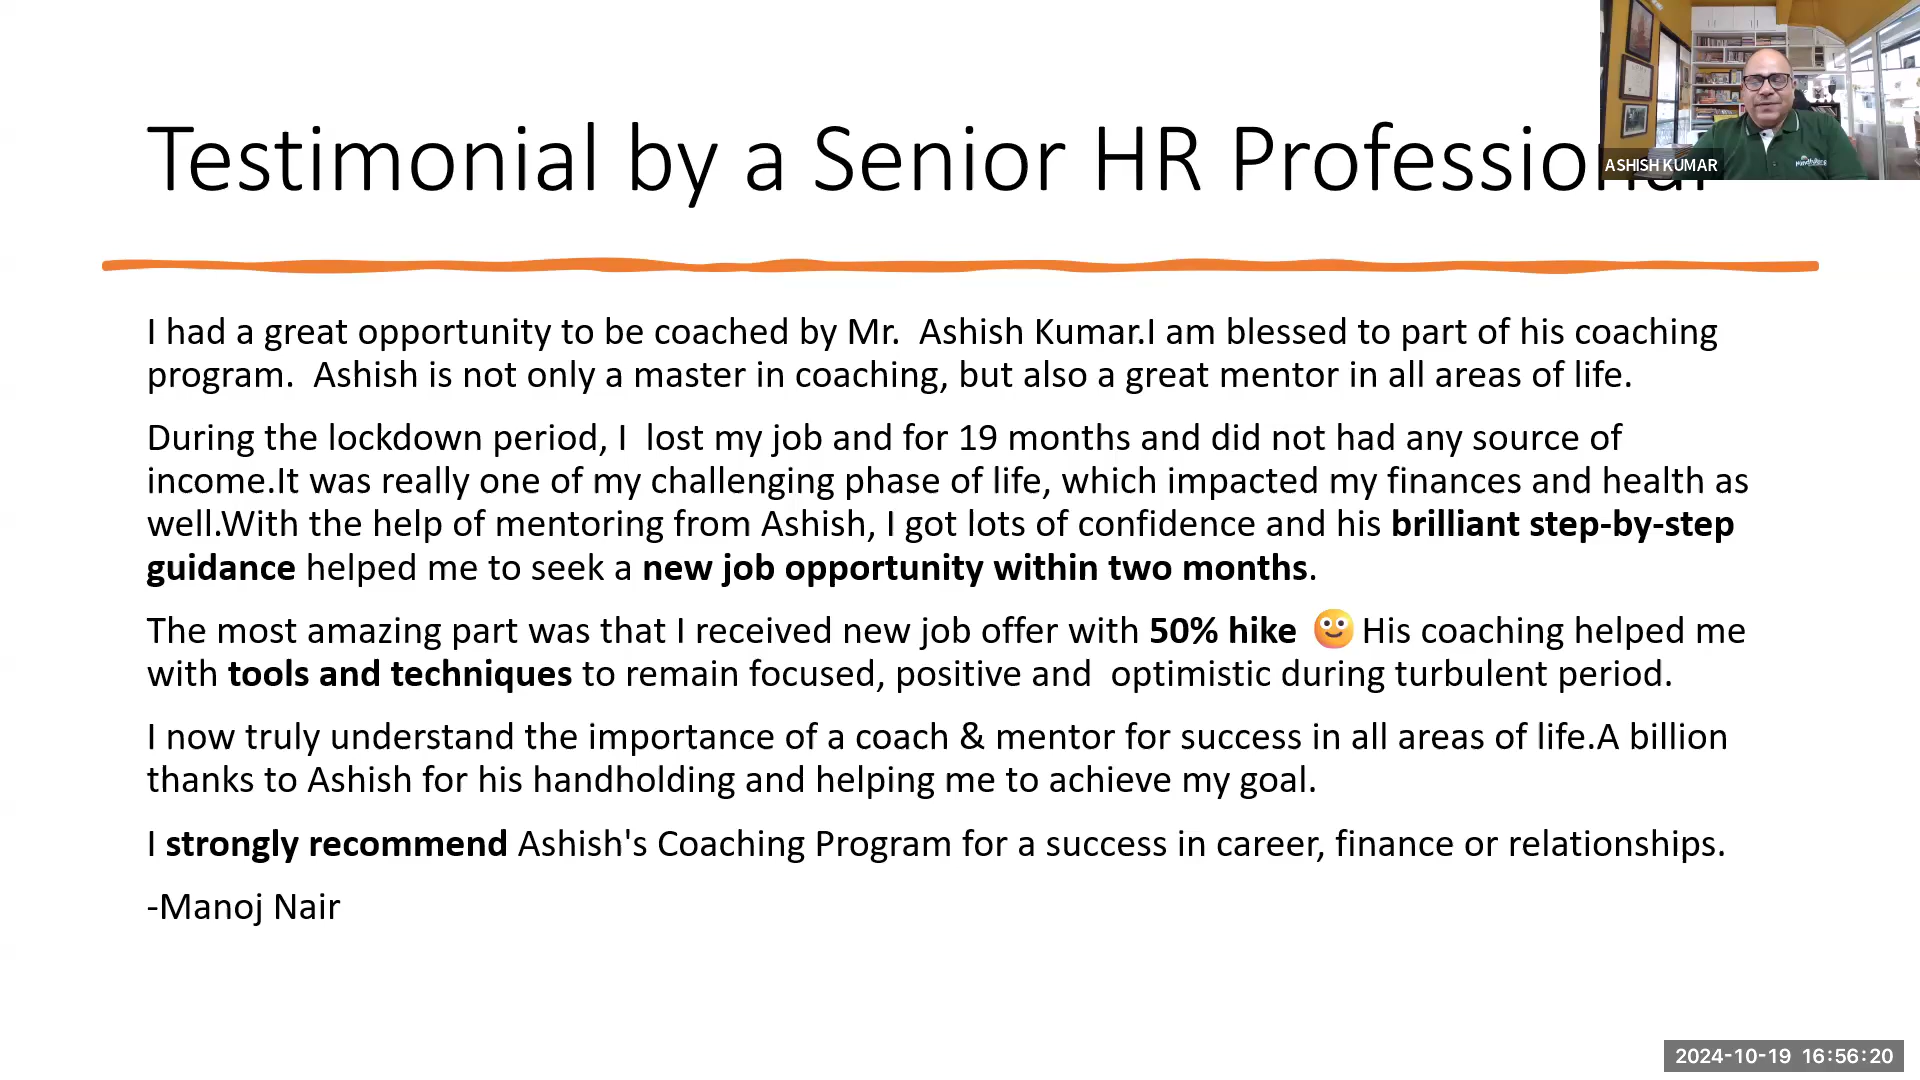 Testimonial by a Senior HR Professional
ASHISH KUMAR
I had a great opportunity to be coached by Mr.  Ashish Kumar.I am blessed to part of his coaching
program.  Ashish is not only a master in coaching, but also a great mentor in all areas of life.
During the lockdown period, I  lost my job and for 19 months and did not had any source of
income.It was really one of my challenging phase of life, which impacted my finances and health as
well.With the help of mentoring from Ashish, I got lots of confidence and his brilliant step-by-step
guidance helped me to seek a new job opportunity within two months.
The most amazing part was that I received new job offer with 50% hike 🙂 His coaching helped me
with tools and techniques to remain focused, positive and  optimistic during turbulent period.
I now truly understand the importance of a coach & mentor for success in all areas of life.A billion
thanks to Ashish for his handholding and helping me to achieve my goal.
I strongly recommend Ashish's Coaching Program for a success in career, finance or relationships.
-Manoj Nair
2024-10-19 16:56:20